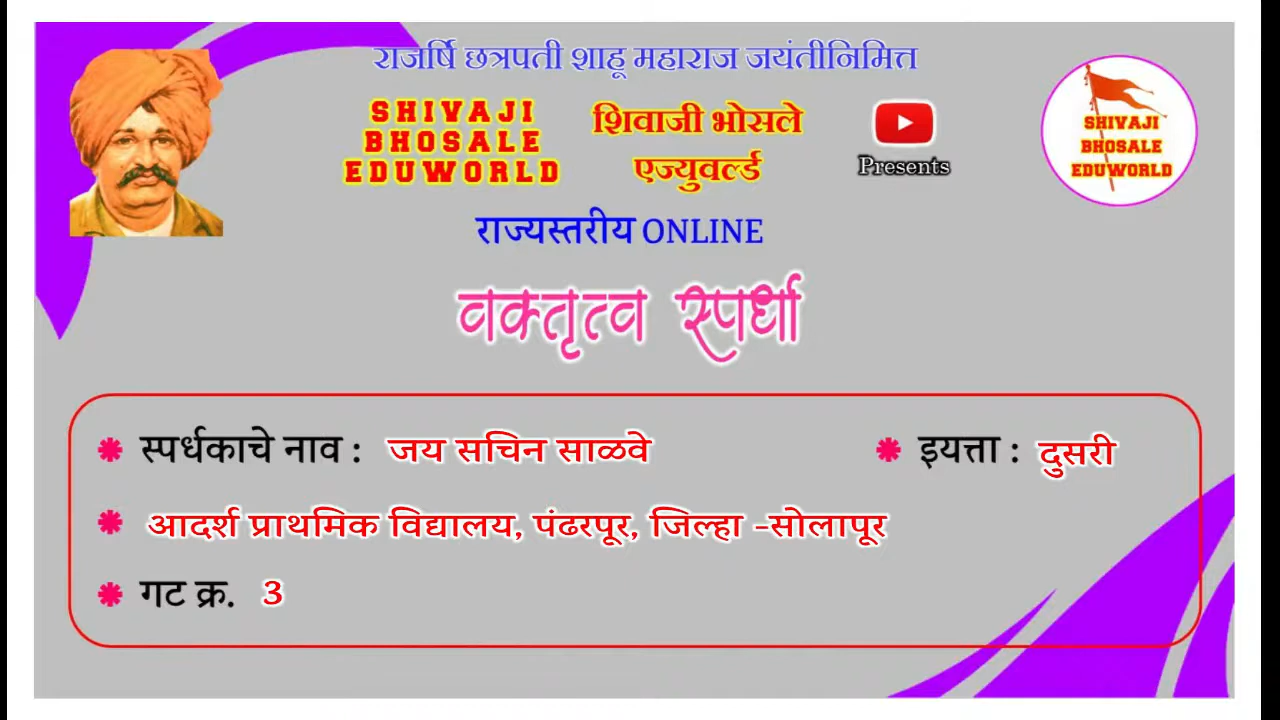 राजर्षि छत्रपती शाहू महाराज जयंतीनिमित्त
SHIVAJI
BHOSALE
EDUWORLD
शिवाजी भोसले
एज्युवर्ल्ड
Presents
SHIVAJI
BHOSALE
EDUWORLD
राज्यस्तरीय ONLINE
वक्तृत्व स्पर्धा
स्पर्धकाचे नाव : जय सचिन साळवे
इयत्ता : दुसरी
आदर्श प्राथमिक विद्यालय, पंढरपूर, जिल्हा -सोलापूर
गट क्र. 3